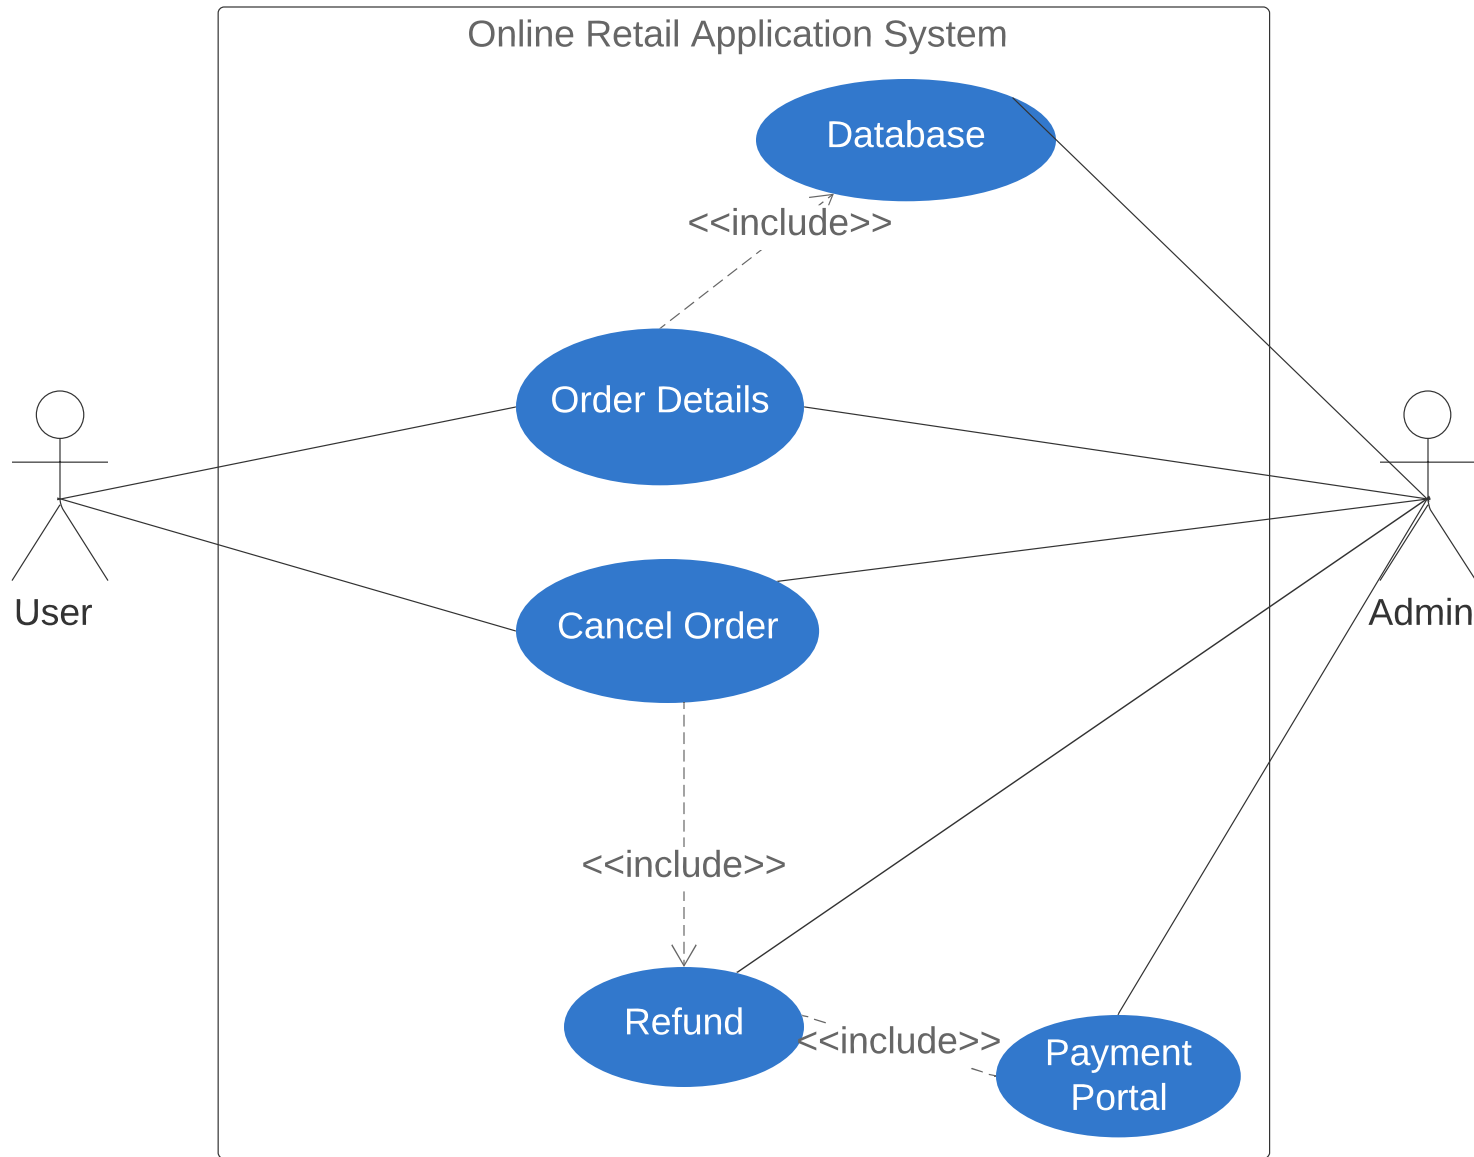 Online Retail Application System
Database
<<include>>
Order Details
User
Admin
Cancel Order
<<include>>
Refund
<<include>>
Payment
Portal